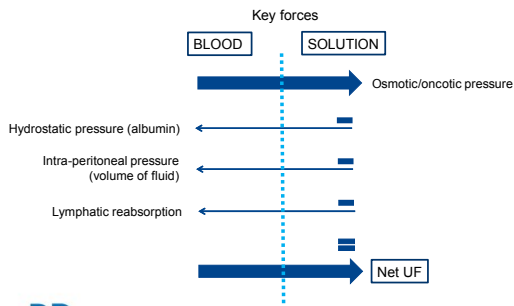 Key forces
BLOOD
SOLUTION
Osmotic/oncotic pressure
Hydrostatic pressure (albumin)
Intra-peritoneal pressure
(volume of fluid)
Lymphatic reabsorption
Net UF